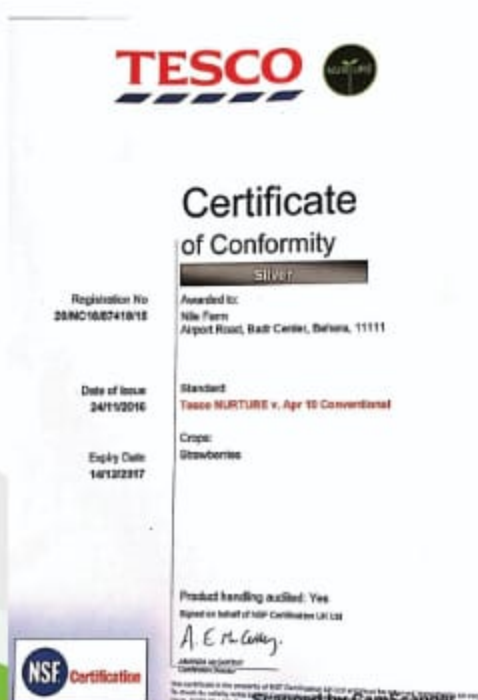 TESCO
NURTURE
Certificate
of Conformity
Silver
Registration No
Awarded to:
Nile Farm
Airport Road, Badr Center, Behera, 11111
Date of Issue
24/11/2016
Standard
Tesco NURTURE v. Apr 10 Conventional
Crops:
Strawberries
Expiry Date
14/12/2017
Product handling audited: Yes
Signed on behalf of NSF Certification UK Ltd
A. E McCartney.
NSF Certification